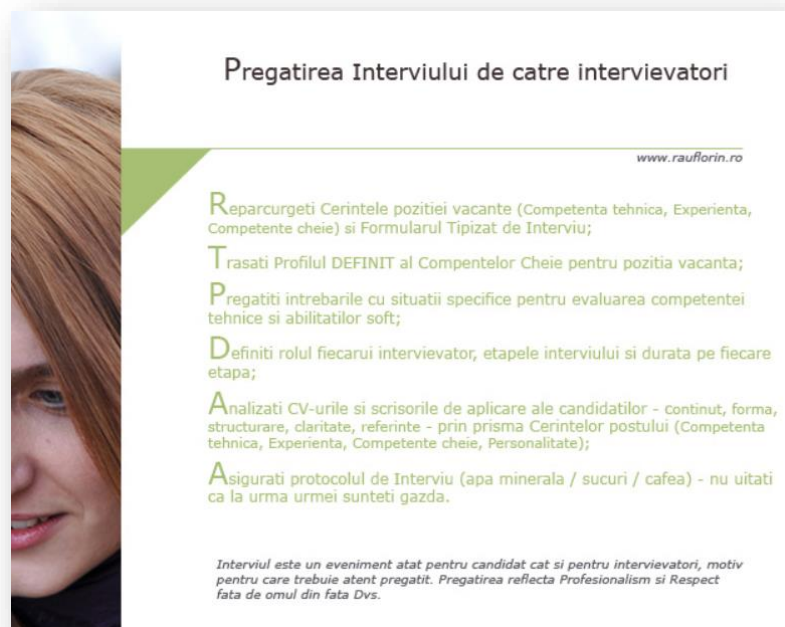 Pregatirea Interviului de catre intervievatori
www.rauflorin.ro
Reparcurgeti Cerintele pozitiei vacante (Competenta tehnica, Experienta,
Competente cheie) si Formularul Tipizat de Interviu;
Trasati Profilul DEFINIT al Compentelor Cheie pentru pozitia vacanta;
Pregatiti intrebarile cu situatii specifice pentru evaluarea competentei
tehnice si abilitatilor soft;
Definiti rolul fiecarui intervievator, etapele interviului si durata pe fiecare
etapa;
Analizati CV-urile si scrisorile de aplicare ale candidatilor - continut, forma,
structurare, claritate, referinte - prin prisma Cerintelor postului (Competenta
tehnica, Experienta, Competente cheie, Personalitate);
Asigurati protocolul de Interviu (apa minerala / sucuri / cafea) - nu uitati
ca la urma urmei sunteti gazda.
Interviul este un eveniment atat pentru candidat cat si pentru intervievatori, motiv
pentru care trebuie atent pregatit. Pregatirea reflecta Profesionalism si Respect
fata de omul din fata Dvs.